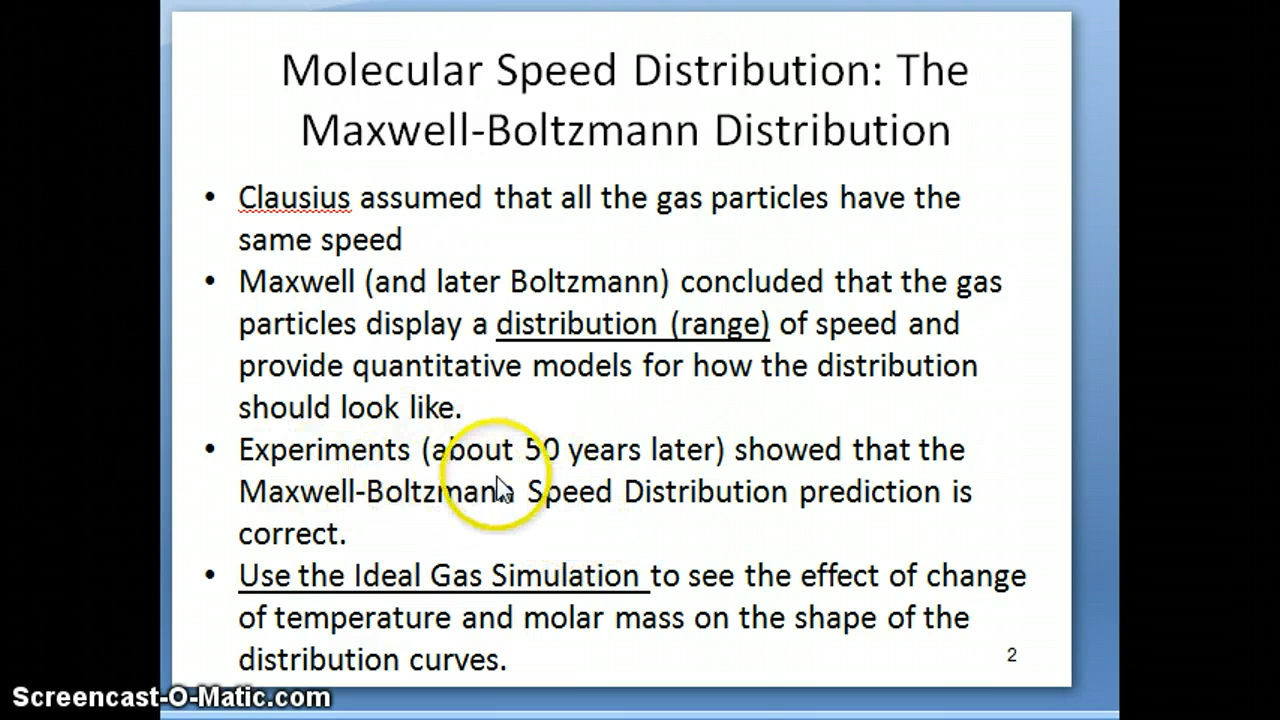 Molecular Speed Distribution: The
Maxwell-Boltzmann Distribution
• Clausius assumed that all the gas particles have the
same speed
• Maxwell (and later Boltzmann) concluded that the gas
particles display a distribution (range) of speed and
provide quantitative models for how the distribution
should look like.
• Experiments (about 50 years later) showed that the
Maxwell-Boltzmann Speed Distribution prediction is
correct.
• Use the Ideal Gas Simulation to see the effect of change
of temperature and molar mass on the shape of the
distribution curves.
2
Screencast-O-Matic.com